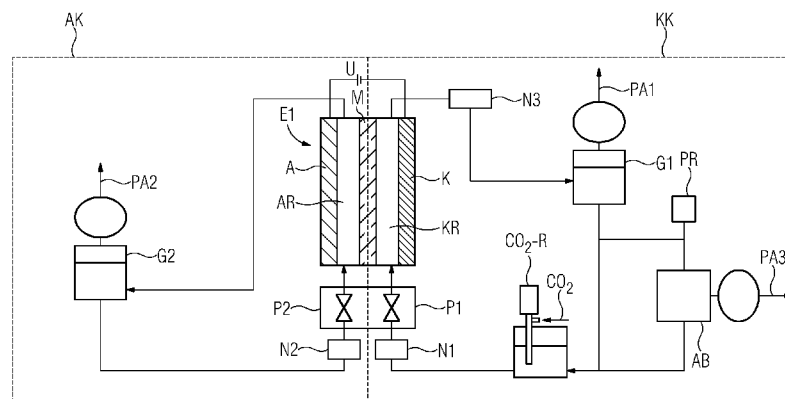 AK
KK
U
M
E1
A
AR
K
KR
N3
PA1
G1
PR
PA2
G2
CO2-R
CO2
PA3
AB
P2
P1
N2
N1